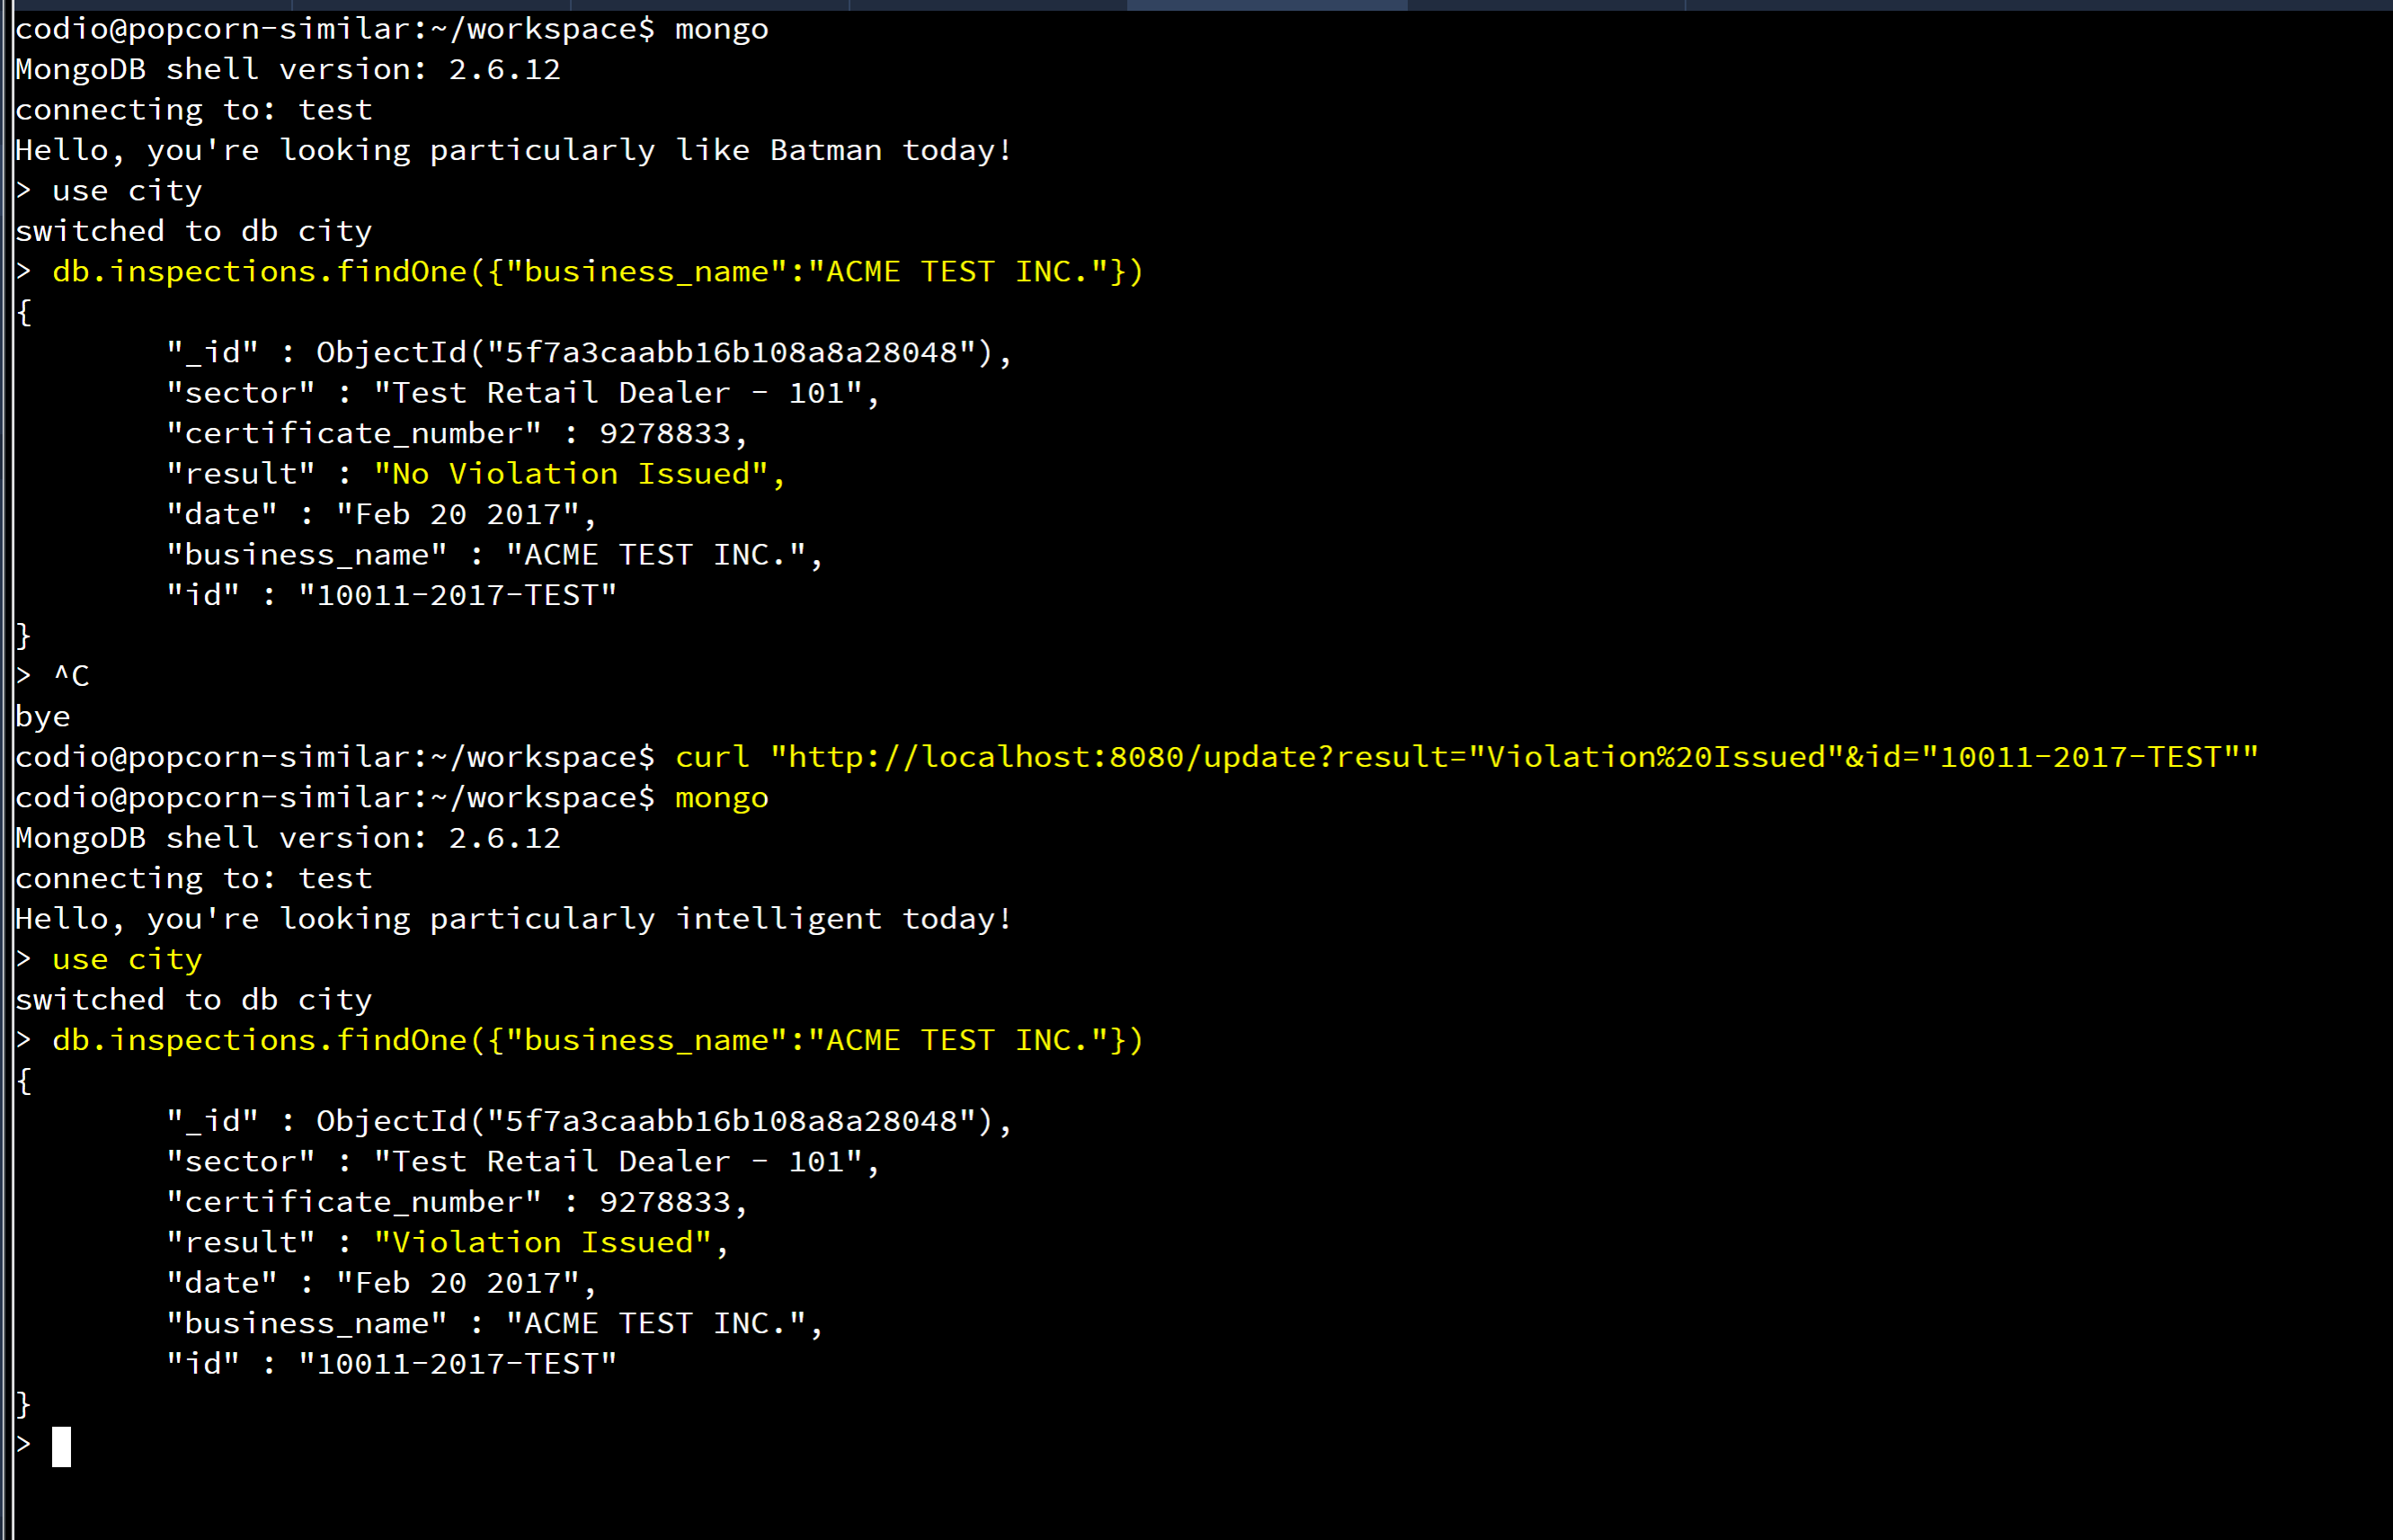 codio@popcorn-similar:~/workspace$ mongo
MongoDB shell version: 2.6.12
connecting to: test
Hello, you're looking particularly like Batman today!
> use city
switched to db city
> db.inspections.findOne({"business_name":"ACME TEST INC."})
{
        "_id" : ObjectId("5f7a3caabb16b108a8a28048"),
        "sector" : "Test Retail Dealer - 101",
        "certificate_number" : 9278833,
        "result" : "No Violation Issued",
        "date" : "Feb 20 2017",
        "business_name" : "ACME TEST INC.",
        "id" : "10011-2017-TEST"
}
> ^C
bye
codio@popcorn-similar:~/workspace$ curl "http://localhost:8080/update?result="Violation%20Issued"&id="10011-2017-TEST""
codio@popcorn-similar:~/workspace$ mongo
MongoDB shell version: 2.6.12
connecting to: test
Hello, you're looking particularly intelligent today!
> use city
switched to db city
> db.inspections.findOne({"business_name":"ACME TEST INC."})
{
        "_id" : ObjectId("5f7a3caabb16b108a8a28048"),
        "sector" : "Test Retail Dealer - 101",
        "certificate_number" : 9278833,
        "result" : "Violation Issued",
        "date" : "Feb 20 2017",
        "business_name" : "ACME TEST INC.",
        "id" : "10011-2017-TEST"
}
>